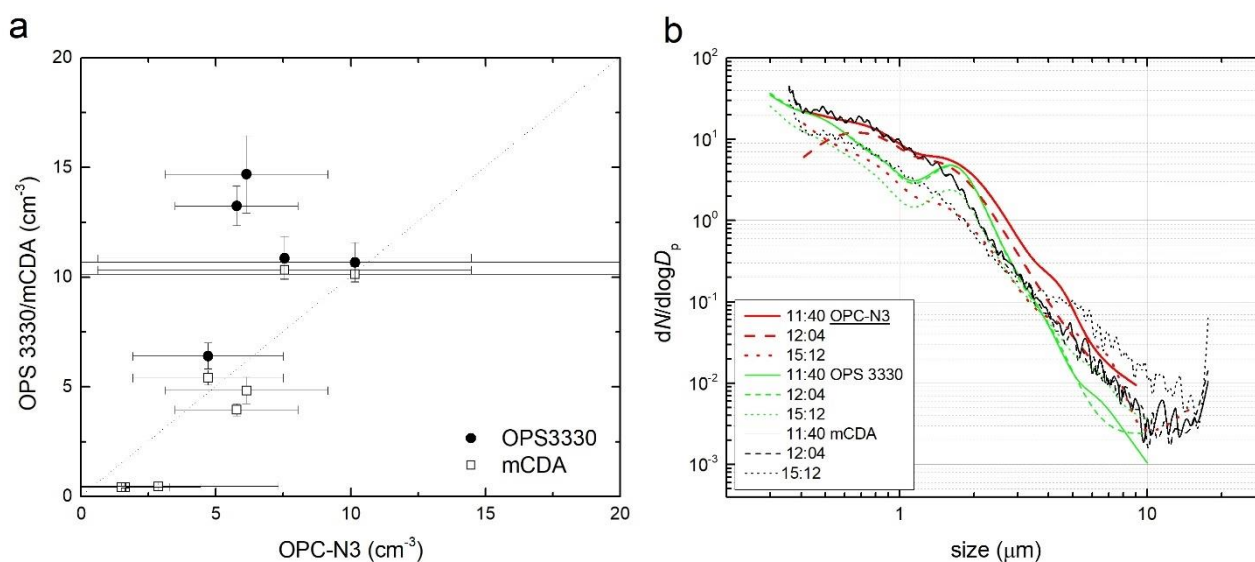 a
20
15
10
5
0
OPS 3330/mCDA (cm⁻³)
OPS3330
mCDA
0 5 10 15 20
OPC-N3 (cm⁻³)
b
10²
10¹
10⁰
10⁻¹
10⁻²
10⁻³
dN/dlogDₚ
11:40 OPC-N3
12:04
15:12
11:40 OPS 3330
12:04
15:12
11:40 mCDA
12:04
15:12
1 10
size (μm)